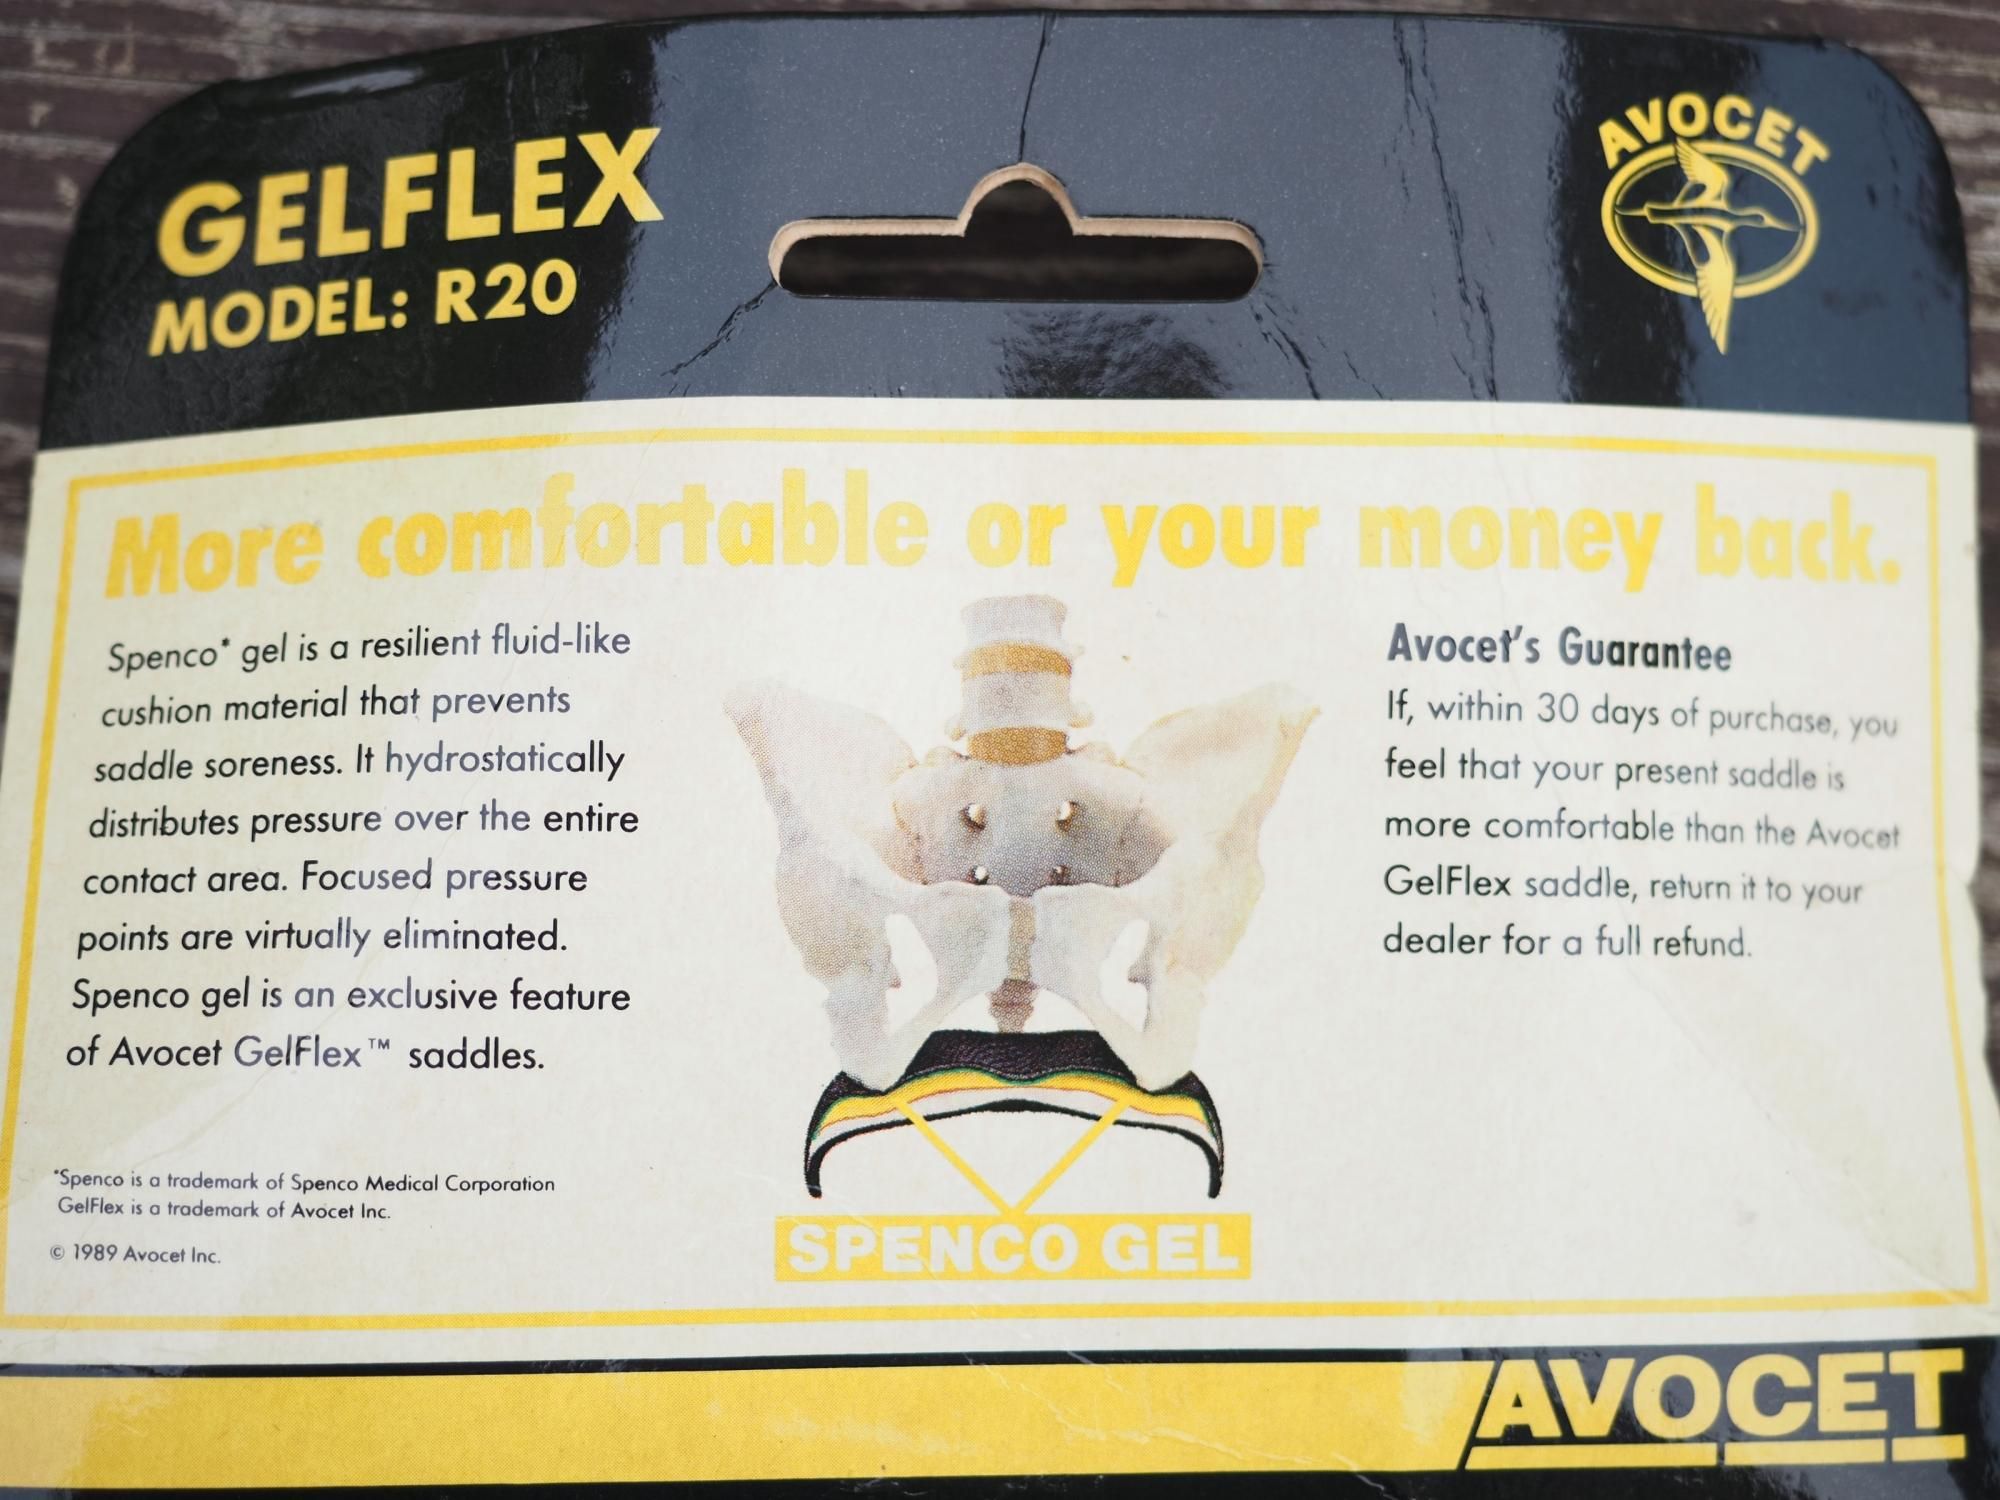 GELFLEX
MODEL: R20
AVOCET
More comfortable or your money back.
Spenco* gel is a resilient fluid-like
cushion material that prevents
saddle soreness. It hydrostatically
distributes pressure over the entire
contact area. Focused pressure
points are virtually eliminated.
Spenco gel is an exclusive feature
of Avocet GelFlex™ saddles.
*Spenco is a trademark of Spenco Medical Corporation
GelFlex is a trademark of Avocet Inc.
© 1989 Avocet Inc.
SPENCO GEL
Avocet's Guarantee
If, within 30 days of purchase, you
feel that your present saddle is
more comfortable than the Avocet
GelFlex saddle, return it to your
dealer for a full refund.
AVOCET